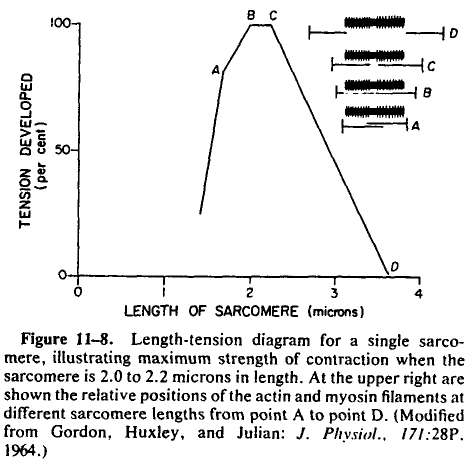 100
50
0
TENSION DEVELOPED
(per cent)
A
B
C
D
0
1
2
3
4
LENGTH OF SARCOMERE (microns)
D
C
B
A
Figure 11–8. Length-tension diagram for a single sarco-
mere, illustrating maximum strength of contraction when the
sarcomere is 2.0 to 2.2 microns in length. At the upper right are
shown the relative positions of the actin and myosin filaments at
different sarcomere lengths from point A to point D. (Modified
from Gordon, Huxley, and Julian: J. Physiol., 171:28P.
1964.)